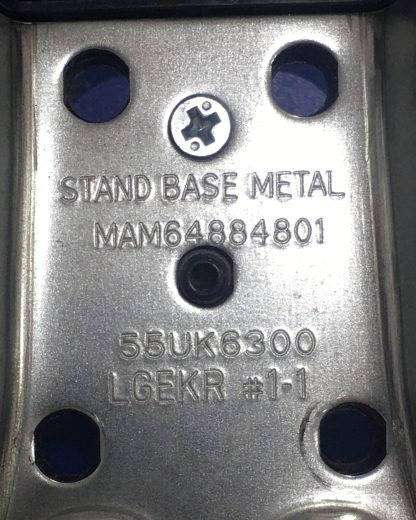 STAND BASE METAL
MAM64884801
55UK6300
LGEKR #1-1